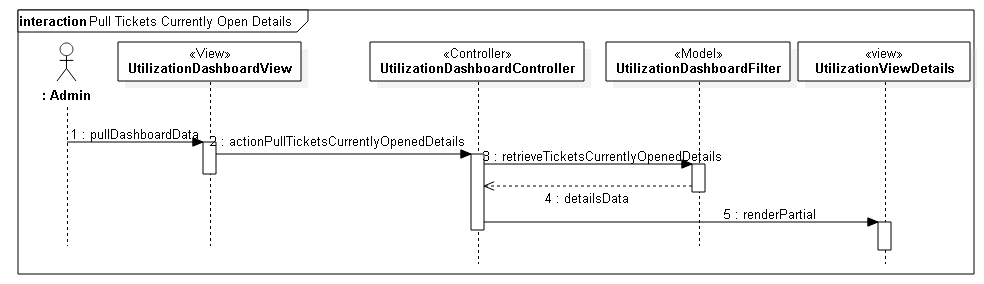 interaction Pull Tickets Currently Open Details
«View»
UtilizationDashboardView
«Controller»
UtilizationDashboardController
«Model»
UtilizationDashboardFilter
«view»
UtilizationViewDetails
: Admin
1 : pullDashboardData
2 : actionPullTicketsCurrentlyOpenedDetails
3 : retrieveTicketsCurrentlyOpenedDetails
4 : detailsData
5 : renderPartial